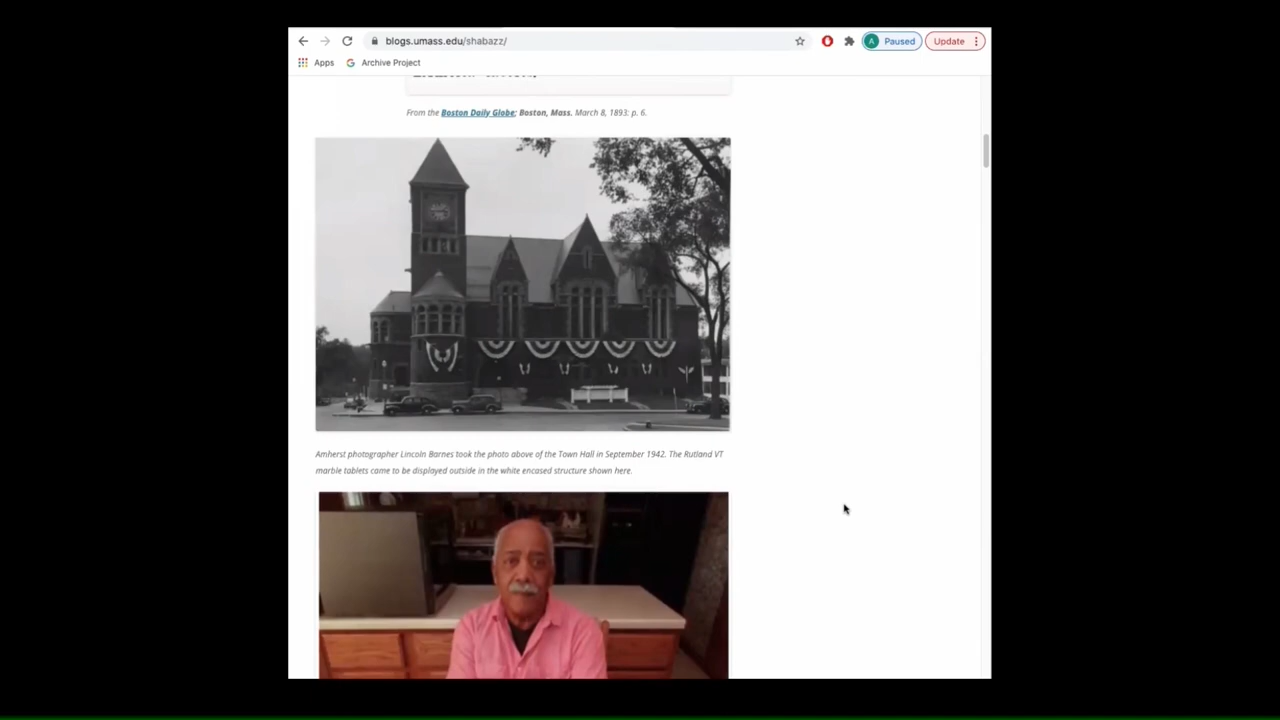 blogs.umass.edu/shabazz/
A Paused
Update
Apps
Archive Project
From the Boston Daily Globe; Boston, Mass. March 8, 1893: p. 6.
Amherst photographer Lincoln Barnes took the photo above of the Town Hall in September 1942. The Rutland VT
marble tablets came to be displayed outside in the white encased structure shown here.